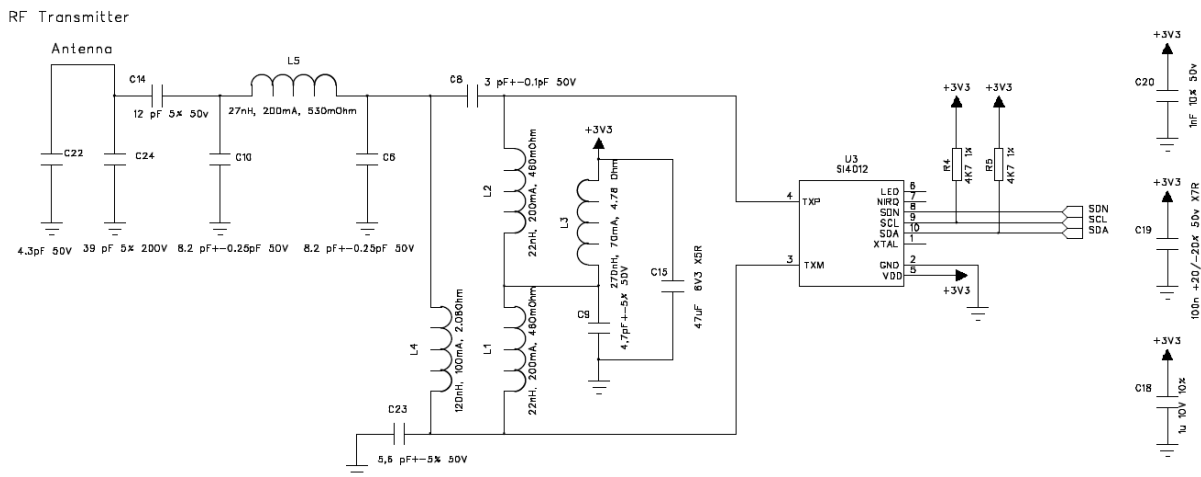 RF Transmitter
Antenna
C14
12 pF 5% 50v
L5
27nH, 200mA, 530mOhm
C8
3 pF+-0.1pF 50V
C22
4.3pF 50V
C24
39 pF 5% 200V
C10
8.2 pF+-0.25pF 50V
C6
8.2 pF+-0.25pF 50V
L2
22nH, 200mA, 460mOhm
+3V3
L3
270nH, 70mA, 4.78 Ohm
C15
47uF 6V3 X5R
C9
4,7pF+-5% 50V
L4
120nH, 100mA, 2.08Ohm
L1
22nH, 200mA, 460mOhm
C23
5,6 pF+-5% 50V
U3
SI4012
4 TXP
3 TXM
LED 6
NIRQ 7
SDN 8
SCL 9
SDA 10
XTAL 1
GND 2
VDD 5
+3V3
+3V3
R4
4K7 1%
+3V3
R5
4K7 1%
SDN
SCL
SDA
+3V3
C20
1nF 10% 50v
+3V3
C19
100n +20/-20% 50v X7R
+3V3
C18
1u 10V 10%